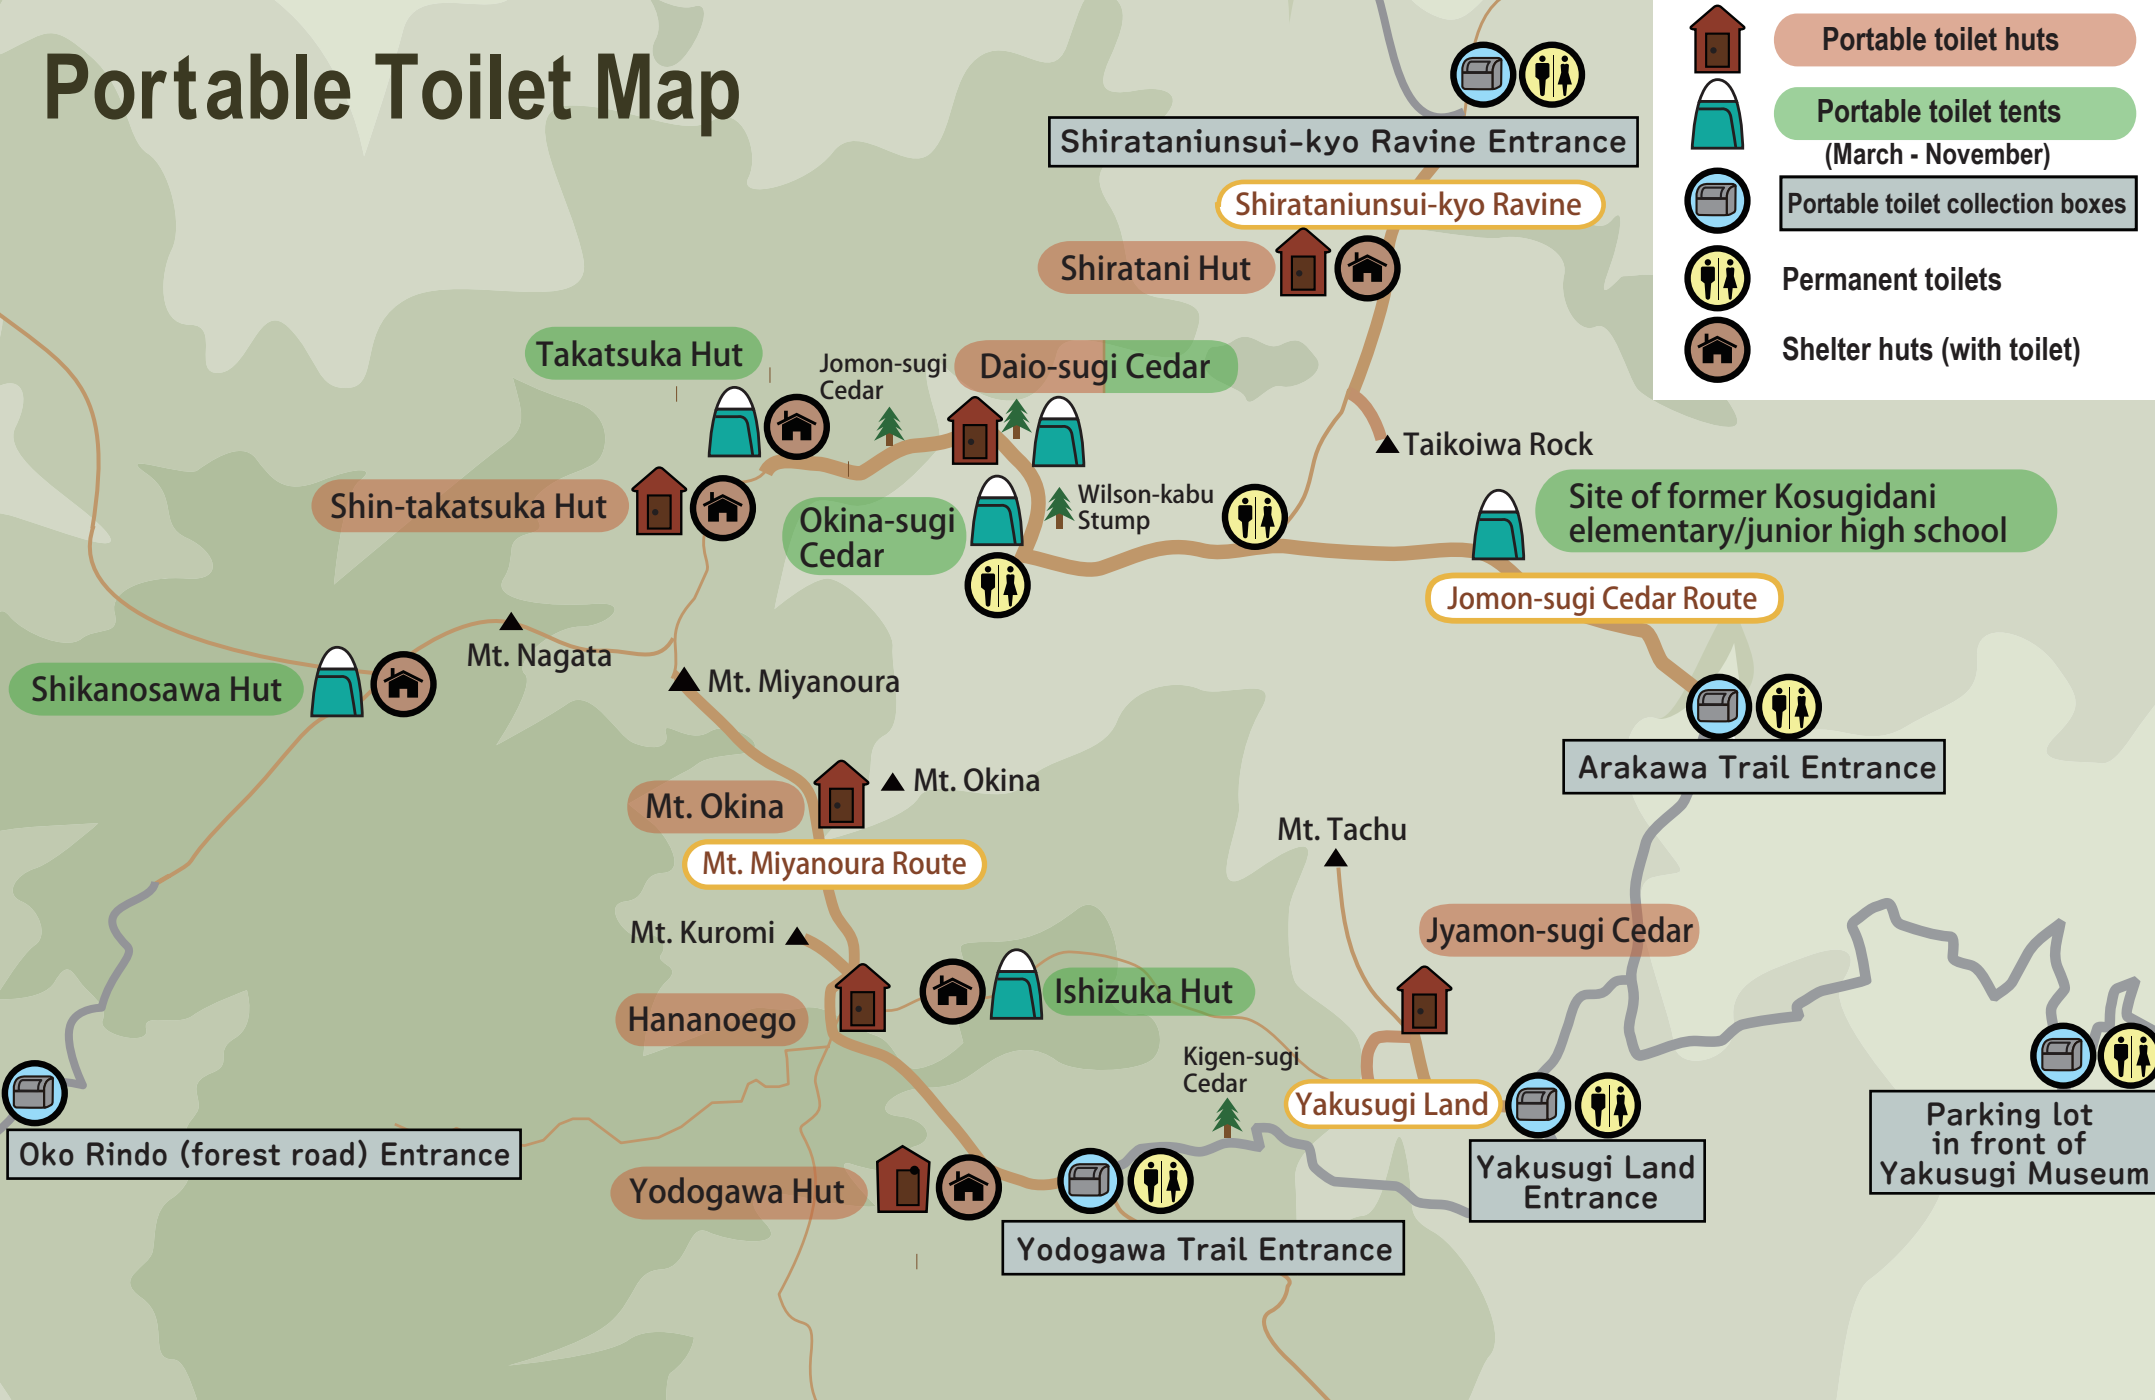 Portable Toilet Map
Portable toilet huts
Portable toilet tents
(March - November)
Portable toilet collection boxes
Permanent toilets
Shelter huts (with toilet)
Shirataniunsui-kyo Ravine Entrance
Shirataniunsui-kyo Ravine
Shiratani Hut
Takatsuka Hut
Jomon-sugi
Cedar
Daio-sugi Cedar
Taikoiwa Rock
Shin-takatsuka Hut
Okina-sugi
Cedar
Wilson-kabu
Stump
Site of former Kosugidani
elementary/junior high school
Jomon-sugi Cedar Route
Mt. Nagata
Shikanosawa Hut
Mt. Miyanoura
Arakawa Trail Entrance
Mt. Okina
Mt. Okina
Mt. Miyanoura Route
Mt. Tachu
Mt. Kuromi
Jyamon-sugi Cedar
Hananoego
Ishizuka Hut
Kigen-sugi
Cedar
Yakusugi Land
Oko Rindo (forest road) Entrance
Yodogawa Hut
Yodogawa Trail Entrance
Yakusugi Land
Entrance
Parking lot
in front of
Yakusugi Museum